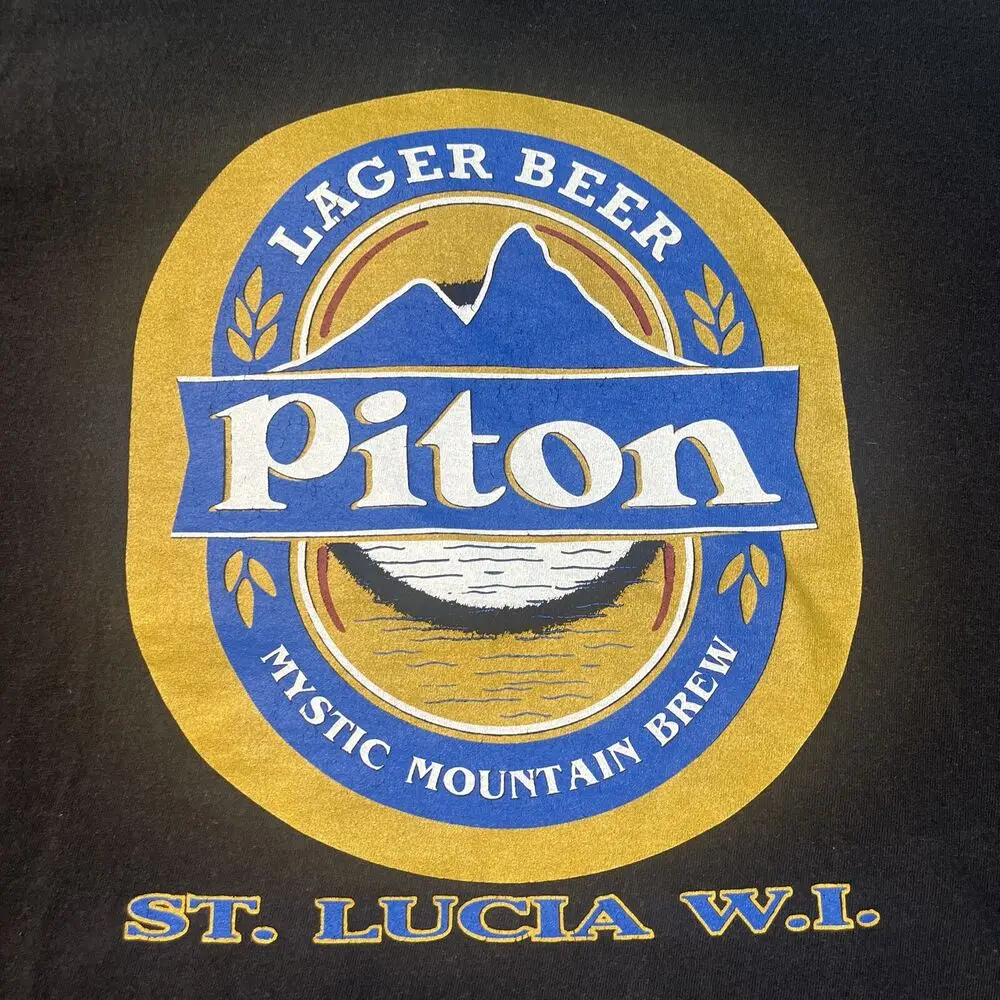 LAGER BEER
Piton
MYSTIC MOUNTAIN BREW
ST. LUCIA W.I.